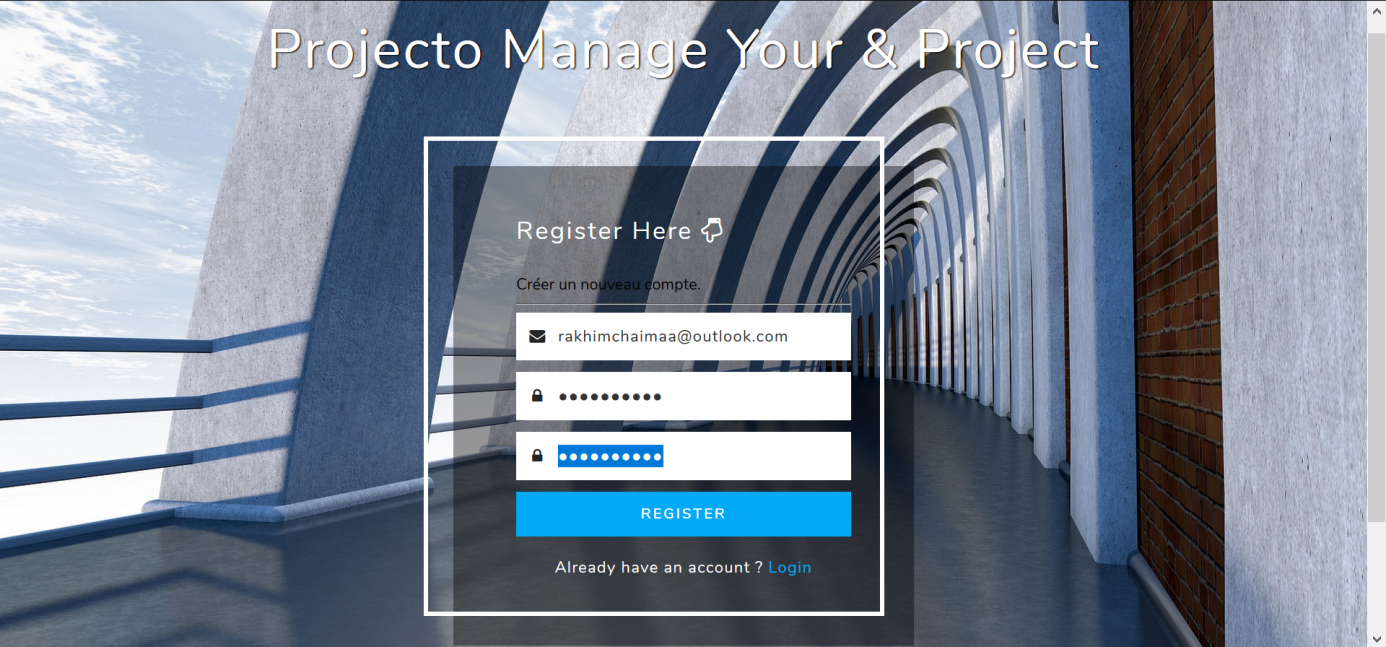 Projecto Manage Your & Project
Register Here
Créer un nouveau compte.
rakhimchaimaa@outlook.com
••••••••••
••••••••••
REGISTER
Already have an account ? Login